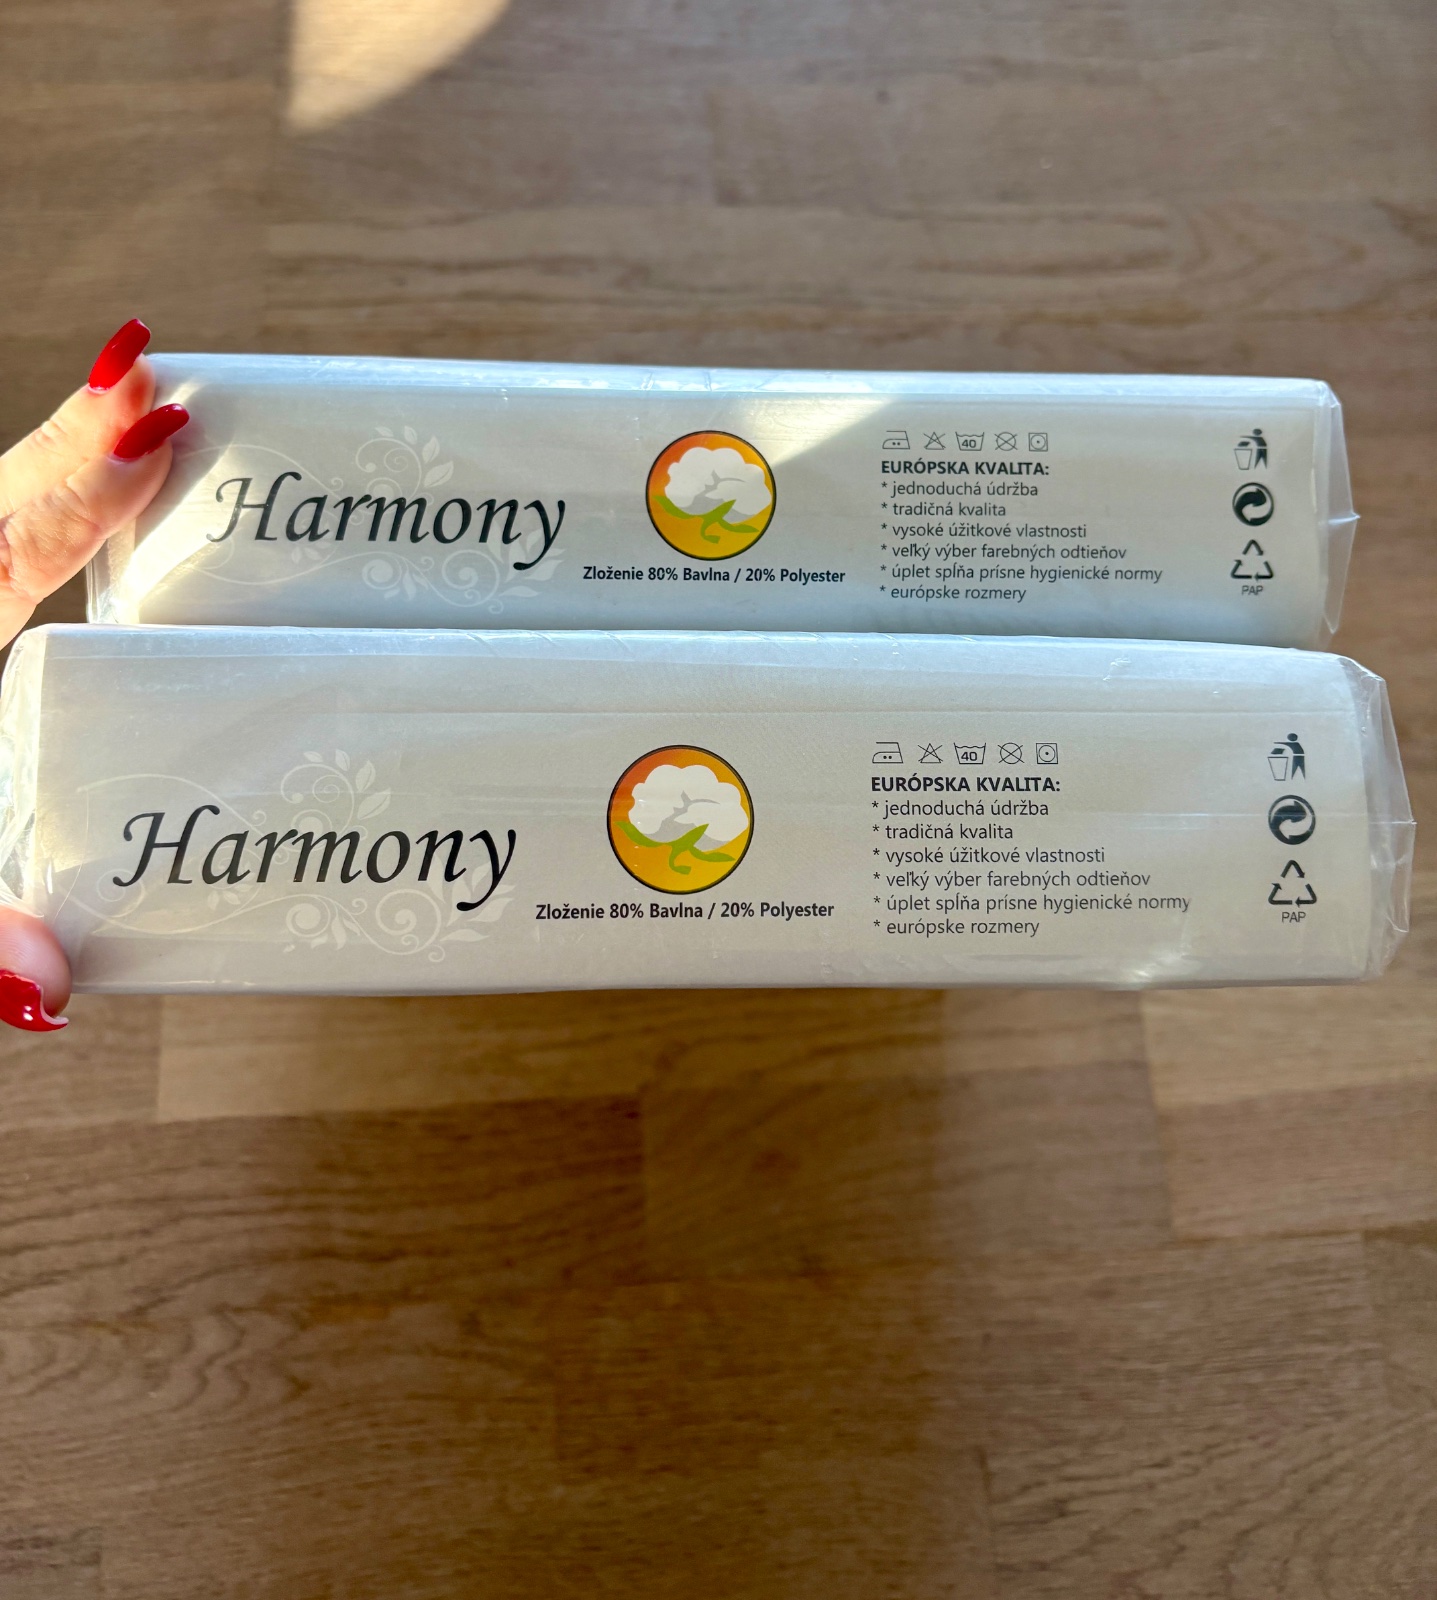 Harmony
Zloženie 80% Bavlna / 20% Polyester
40
EURÓPSKA KVALITA:
* jednoduchá údržba
* tradičná kvalita
* vysoké úžitkové vlastnosti
* veľký výber farebných odtieňov
* úplet spĺňa prísne hygienické normy
* európske rozmery
PAP
Harmony
Zloženie 80% Bavlna / 20% Polyester
40
EURÓPSKA KVALITA:
* jednoduchá údržba
* tradičná kvalita
* vysoké úžitkové vlastnosti
* veľký výber farebných odtieňov
* úplet spĺňa prísne hygienické normy
* európske rozmery
PAP